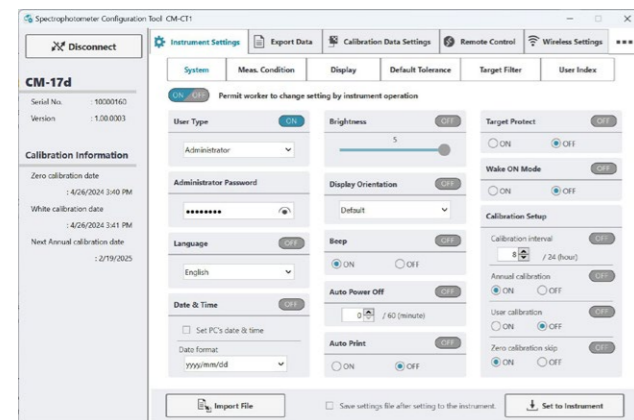 Spectrophotometer Configuration Tool CM-CT1
Disconnect
CM-17d
Serial No. : 10000160
Version : 1.00.0003
Calibration Information
Zero calibration date
: 4/26/2024 3:40 PM
White calibration date
: 4/26/2024 3:41 PM
Next Annual calibration date
: 2/19/2025
Instrument Settings Export Data Calibration Data Settings Remote Control Wireless Settings
System Meas. Condition Display Default Tolerance Target Filter User Index
ON OFF Permit worker to change setting by instrument operation
User Type ON
Administrator
Administrator Password
••••••••
Language OFF
English
Date & Time OFF
Set PC's date & time
Date format
yyyy/mm/dd
Brightness OFF
5
Display Orientation OFF
Default
Beep OFF
ON OFF
Auto Power Off OFF
0 / 60 (minute)
Auto Print OFF
ON OFF
Target Protect OFF
ON OFF
Wake ON Mode OFF
ON OFF
Calibration Setup
Calibration interval OFF
8 / 24 (hour)
Annual calibration OFF
ON OFF
User calibration OFF
ON OFF
Zero calibration skip OFF
ON OFF
Import File
Save settings file after setting to the instrument.
Set to Instrument